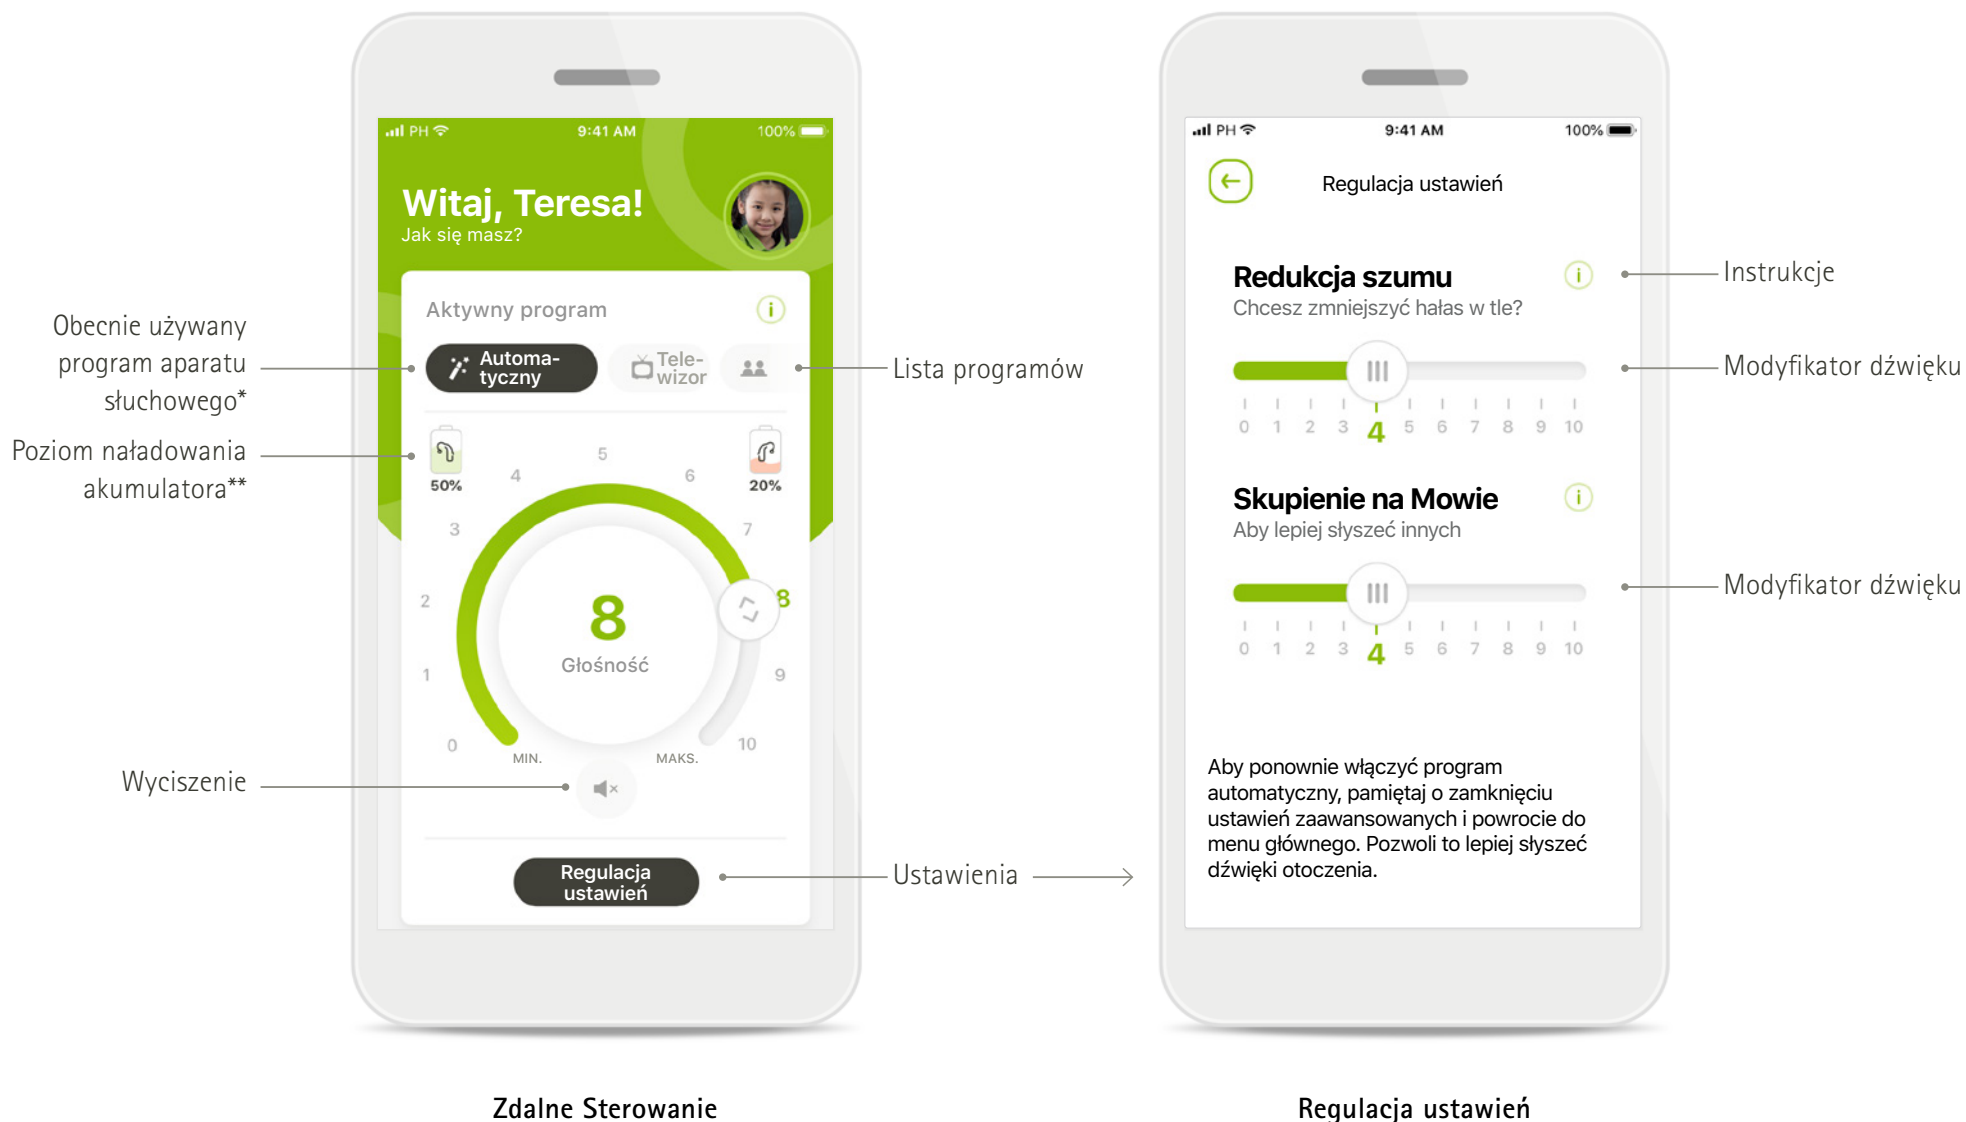 PH
9:41 AM
100%
Witaj, Teresa!
Jak się masz?
Aktywny program
i
Automa-
tyczny
Tele-
wizor
50%
20%
0
1
2
3
4
5
6
7
8
9
10
8
Głośność
MIN.
MAKS.
Regulacja
ustawień
Obecnie używany
program aparatu
słuchowego*
Poziom naładowania
akumulatora**
Wyciszenie
Lista programów
Ustawienia
Zdalne Sterowanie
PH
9:41 AM
100%
Regulacja ustawień
Redukcja szumu
i
Chcesz zmniejszyć hałas w tle?
0 1 2 3 4 5 6 7 8 9 10
Skupienie na Mowie
i
Aby lepiej słyszeć innych
0 1 2 3 4 5 6 7 8 9 10
Aby ponownie włączyć program
automatyczny, pamiętaj o zamknięciu
ustawień zaawansowanych i powrocie do
menu głównego. Pozwoli to lepiej słyszeć
dźwięki otoczenia.
Instrukcje
Modyfikator dźwięku
Modyfikator dźwięku
Regulacja ustawień